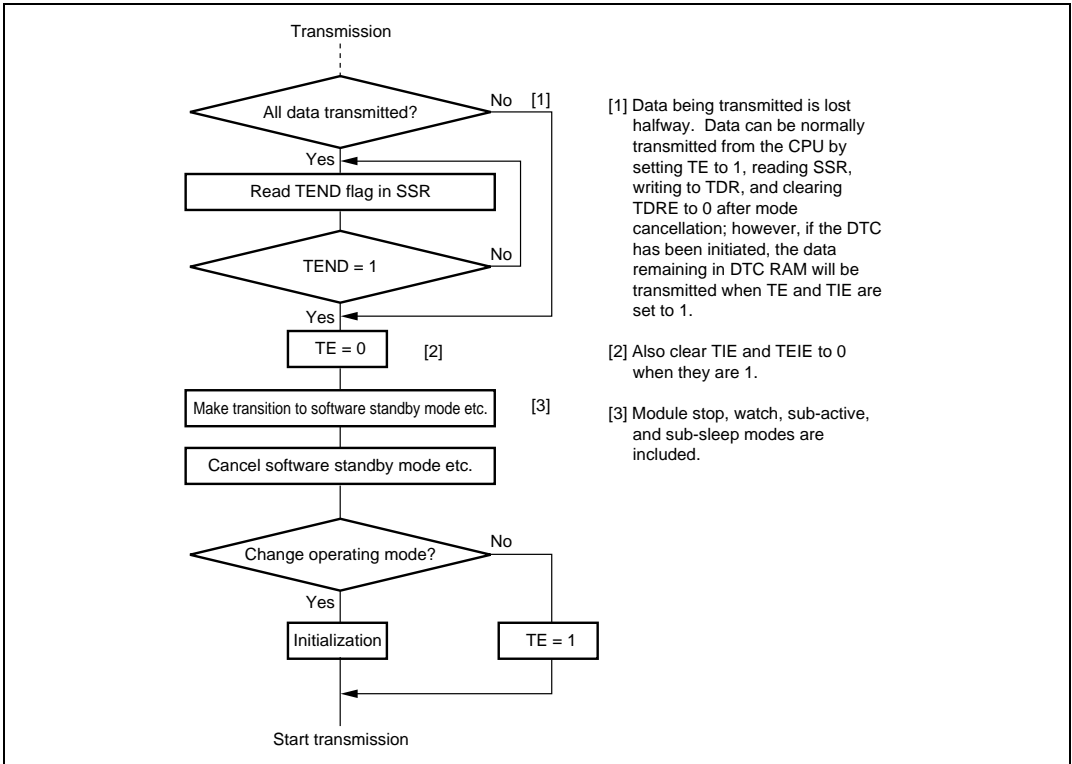 Transmission
All data transmitted?
No [1]
Yes
Read TEND flag in SSR
TEND = 1
No
Yes
TE = 0
[2]
Make transition to software standby mode etc.
[3]
Cancel software standby mode etc.
Change operating mode?
No
Yes
Initialization
TE = 1
Start transmission
[1] Data being transmitted is lost
halfway. Data can be normally
transmitted from the CPU by
setting TE to 1, reading SSR,
writing to TDR, and clearing
TDRE to 0 after mode
cancellation; however, if the DTC
has been initiated, the data
remaining in DTC RAM will be
transmitted when TE and TIE are
set to 1.
[2] Also clear TIE and TEIE to 0
when they are 1.
[3] Module stop, watch, sub-active,
and sub-sleep modes are
included.